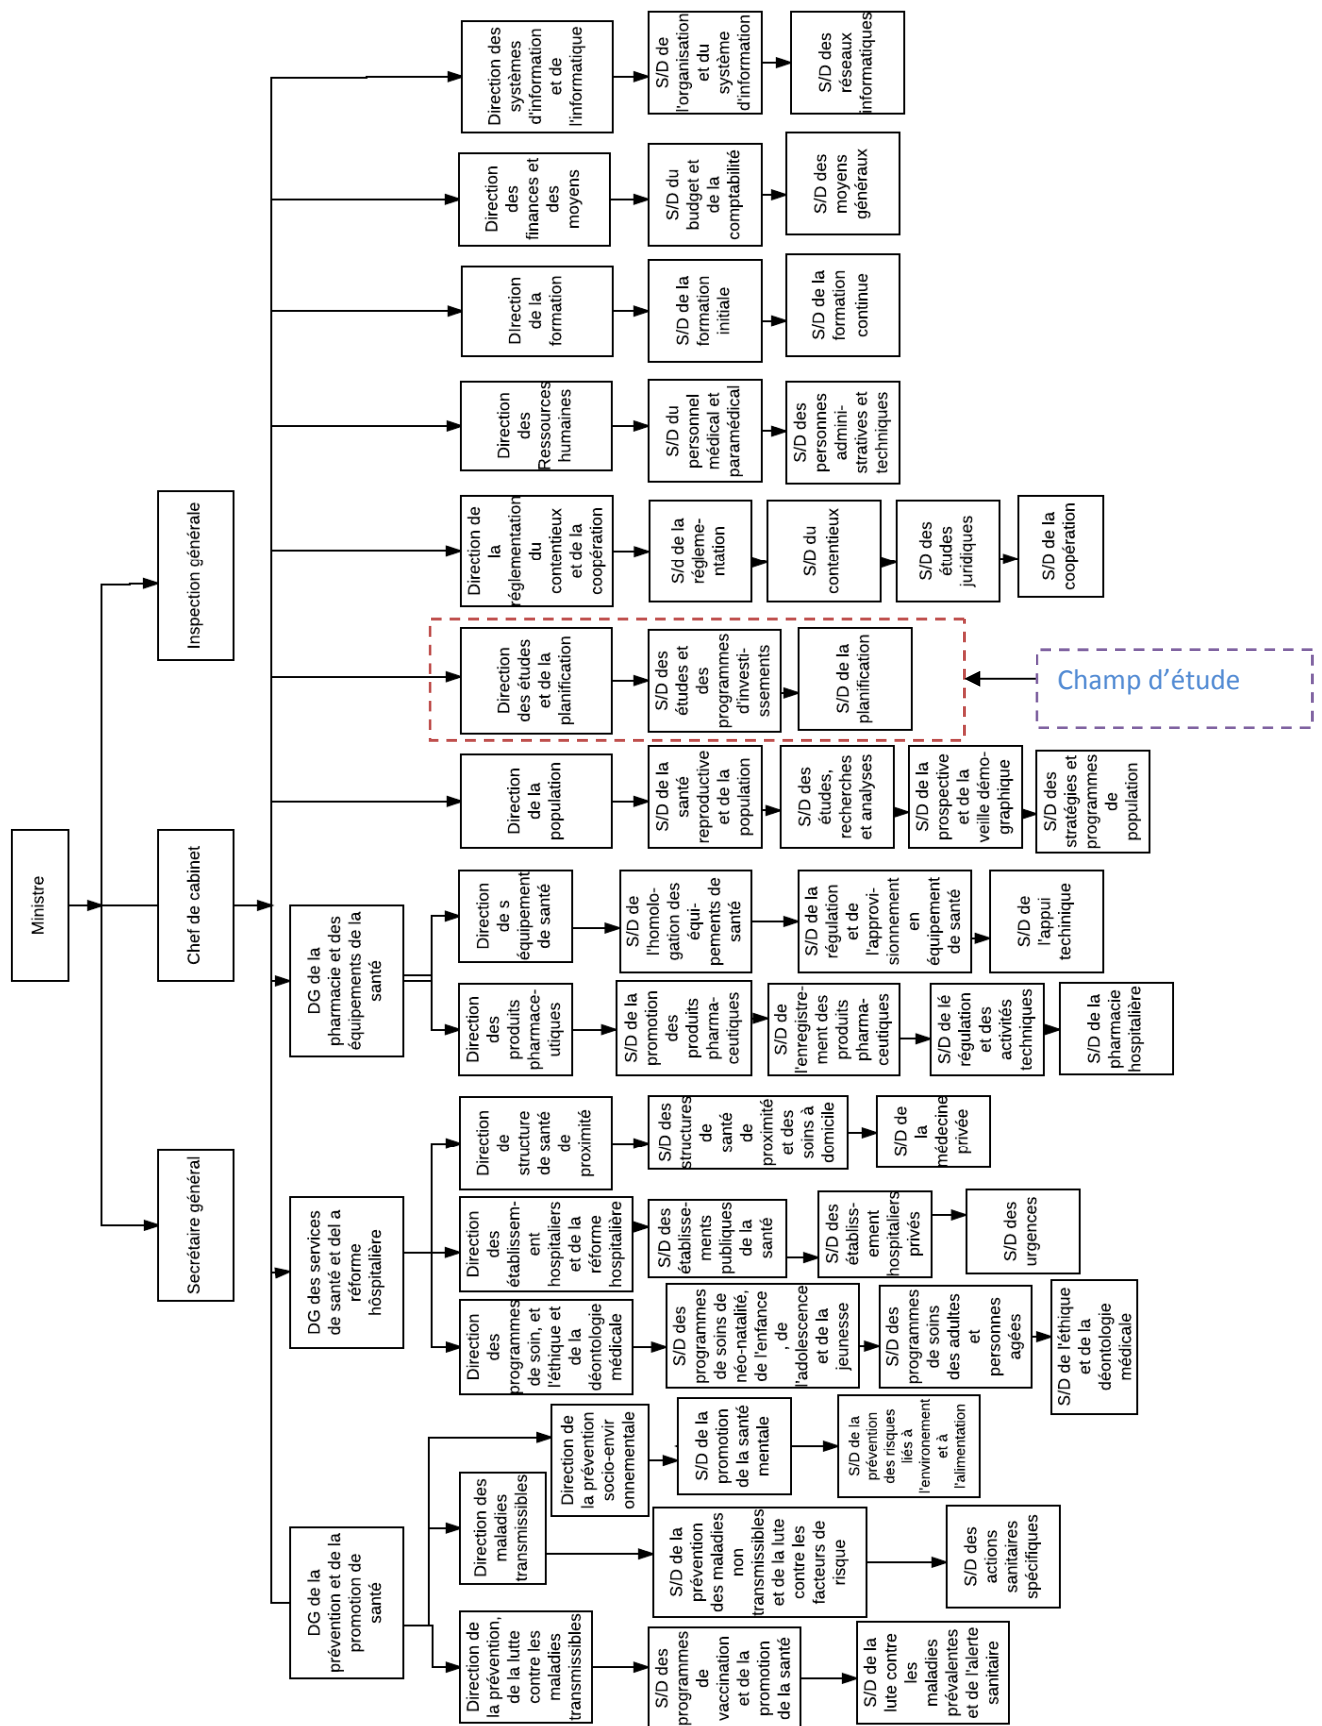 Ministre
Secrétaire général
Chef de cabinet
Inspection générale
DG de la
prévention et de la
promotion de
santé
DG des services
de santé et del a
réforme
hôspitalière
DG de la
pharmacie et des
équipements de la
santé
Direction de
la prévention,
de la lutte
contre les
maladies
transmissibles
Direction des
maladies
transmissibles
Direction de
la prévention
socio-envir
onnementale
Direction
des
programmes
de soin, et
l'éthique et
de la
déontologie
médicale
Direction
des
établissem-
ent
hospitaliers
et de la
réforme
hospitalière
Direction
de
structure
de santé
de
proximité
Direction
des
produits
pharmace-
utiques
Direction
de s
équipement
de santé
Direction
de la
population
Direction
des études
et de la
planification
Direction de
la
réglementation
du
contentieux
et de la
coopération
Direction
des
Ressources
humaines
DIrection
de la
formation
Direction
des
finances et
des
moyens
Direction des
systèmes
d'information
et de
l'informatique
S/D des
programmes
de
vaccination
et de la
promotion
de la santé
S/D de la
prévention
des maladies
non
transmissibles
et de la lute
contre les
facteurs de
risque
S/D de la
promotion
de la santé
mentale
S/D des
programmes
de soins de
néo-natalité,
de l'enfance
, de
l'adolescence
et de la
jeunesse
S/D des
établisse-
ments
publiques
de la
santé
S/D des
structures
de
santé
de
proximité
et des
soins à
domicile
S/D de la
promotion
des
produits
pharma-
ceutiques
S/D de
l'homolo-
gation des
équi-
pements de
santé
S/D de la
santé
reproductive
et de la
population
S/D des
études et
des
programmes
d'investi-
ssements
S/d de la
régleme-
ntation
S/D du
personnel
médical et
paramédical
S/D de la
formation
initiale
S/D du
budget et
de la
comptabilité
S/D de
l'organisation
et du
système
d'information
S/D de la
lute contre
les
maladies
prévalentes
et de l'alerte
sanitaire
S/D des
actions
sanitaires
spécifiques
S/D de la
prévention
des risques
liés à
l'environement
et à
l'alimentation
S/D des
programmes
de soins
des adultes
et
personnes
agées
S/D de l'éthique
et de la
déontologie
médicale
S/D des
établiss-
ement
hospitaliers
privés
S/D des
urgences
S/D de
la
médecine
privée
S/D de
l'enregistre-
ment des
produits
pharma-
ceutiques
S/D de lé
régulation
et des
activités
techniques
S/D de la
pharmacie
hospitalière
S/D de la
régulation
et de
l'approvi-
sionnement
en
équipement
de santé
S/D de
l'appui
techinique
S/D des
études,
recherches
et analyses
S/D de la
prospective
et de la
veille démo-
graphique
S/D des
stratégies et
programmes
de
population
S/D de la
planification
Champ d’étude
S/D du
contentieux
S/D des
études
juridiques
S/D de la
coopération
S/D des
personnes
admini-
stratives et
techniques
S/D de la
formation
continue
S/D des
moyens
généraux
S/D des
réseaux
informatiques